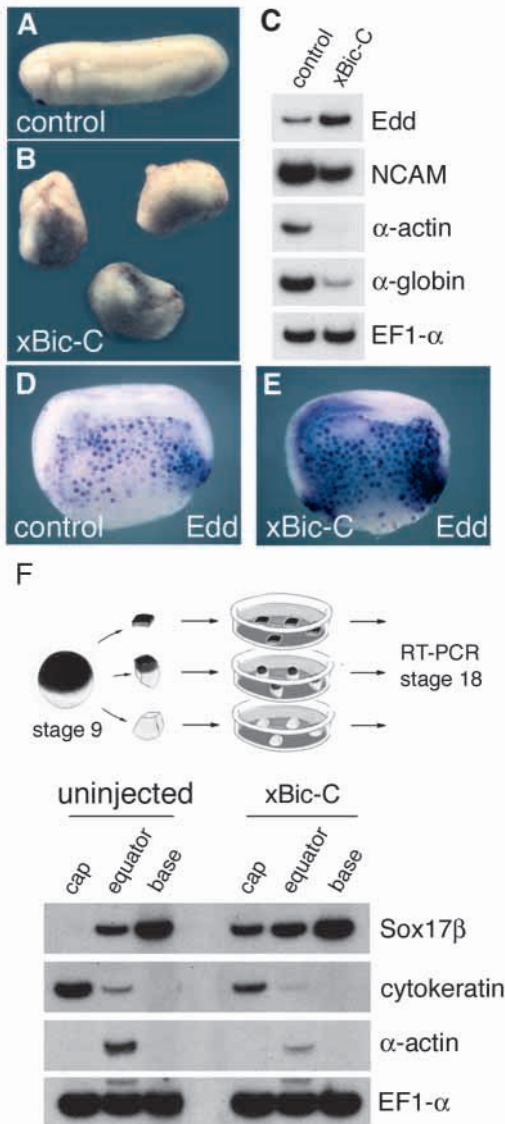 A
control
B
xBic-C
C
control
xBic-C
Edd
NCAM
α-actin
α-globin
EF1-α
D
control
Edd
E
xBic-C
Edd
F
stage 9
RT-PCR
stage 18
uninjected
xBic-C
cap
equator
base
cap
equator
base
Sox17β
cytokeratin
α-actin
EF1-α